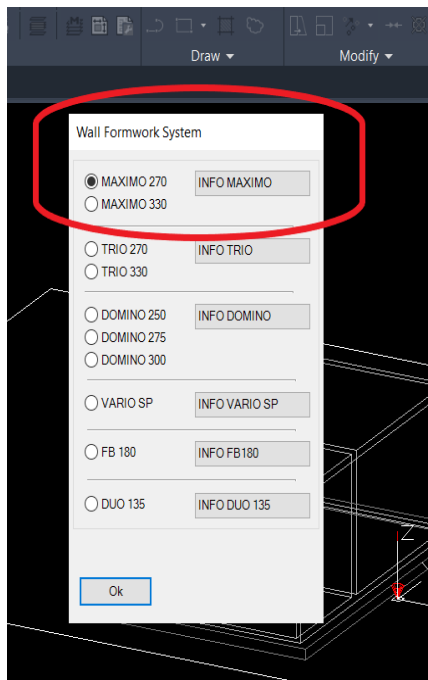 Draw
Modify
Wall Formwork System
MAXIMO 270 INFO MAXIMO
MAXIMO 330
TRIO 270 INFO TRIO
TRIO 330
DOMINO 250 INFO DOMINO
DOMINO 275
DOMINO 300
VARIO SP INFO VARIO SP
FB 180 INFO FB180
DUO 135 INFO DUO 135
Ok
Z